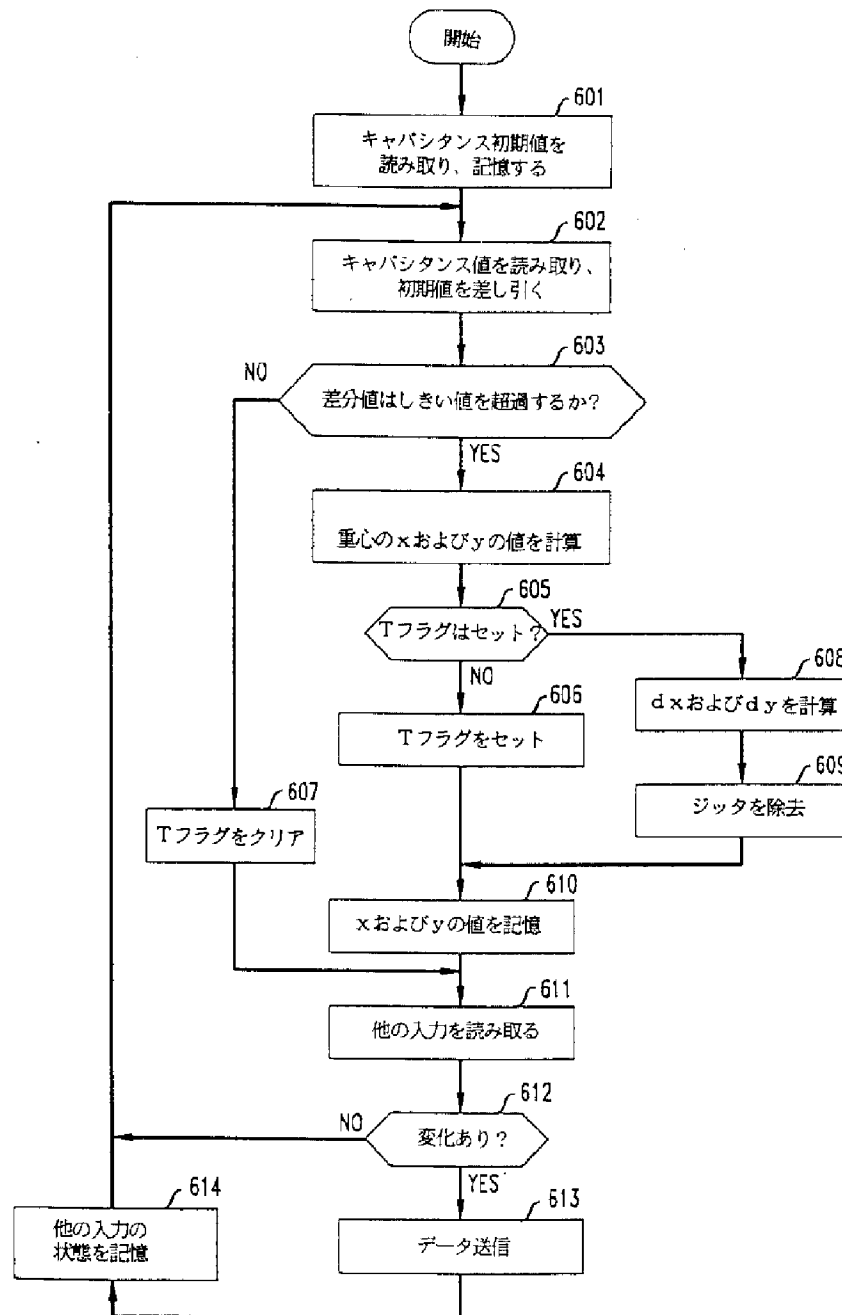 開始
601
キャパシタンス初期値を
読み取り、記憶する
602
キャパシタンス値を読み取り、
初期値を差し引く
603
差分値はしきい値を超過するか?
NO
YES
604
重心のxおよびyの値を計算
605
Tフラグはセット?
YES
NO
606
Tフラグをセット
608
dxおよびdyを計算
609
ジッタを除去
607
Tフラグをクリア
610
xおよびyの値を記憶
611
他の入力を読み取る
612
変化あり?
NO
YES
613
データ送信
614
他の入力の
状態を記憶